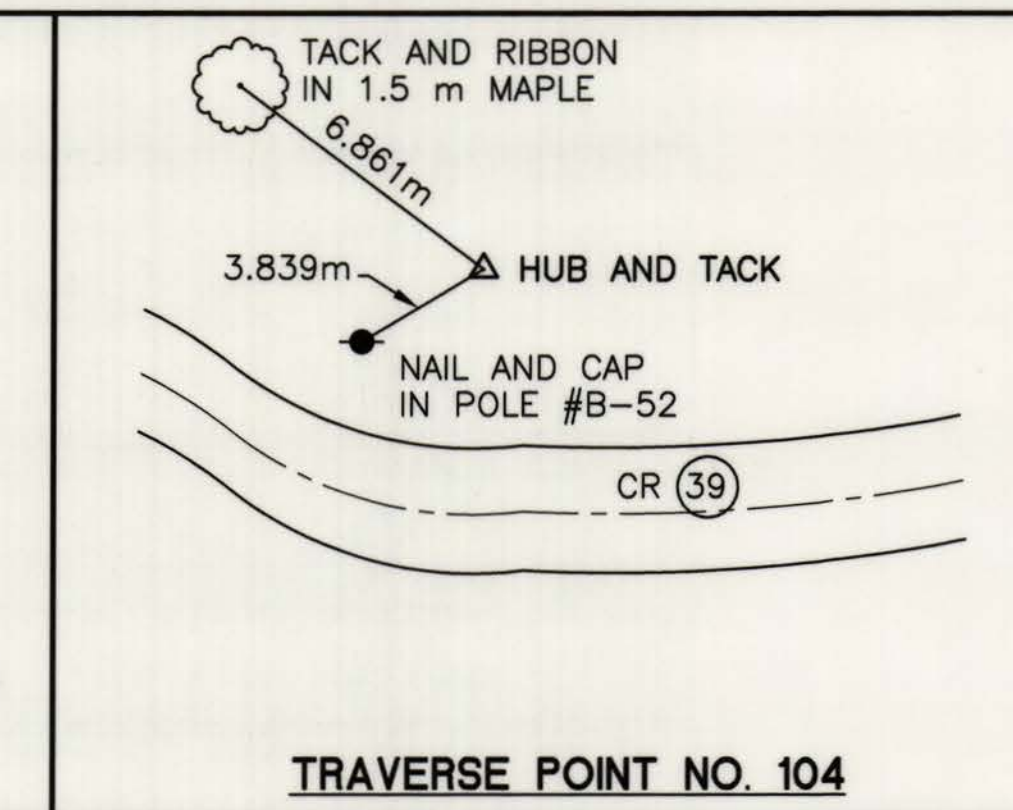 TACK AND RIBBON
IN 1.5 m MAPLE
6.861m
3.839m
HUB AND TACK
NAIL AND CAP
IN POLE #B-52
CR 39
TRAVERSE POINT NO. 104